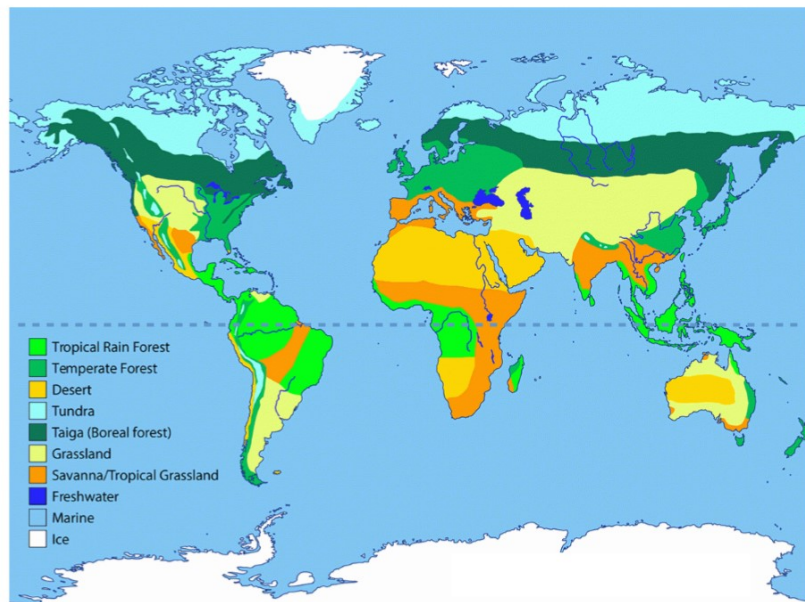 Tropical Rain Forest
Temperate Forest
Desert
Tundra
Taiga (Boreal forest)
Grassland
Savanna/Tropical Grassland
Freshwater
Marine
Ice